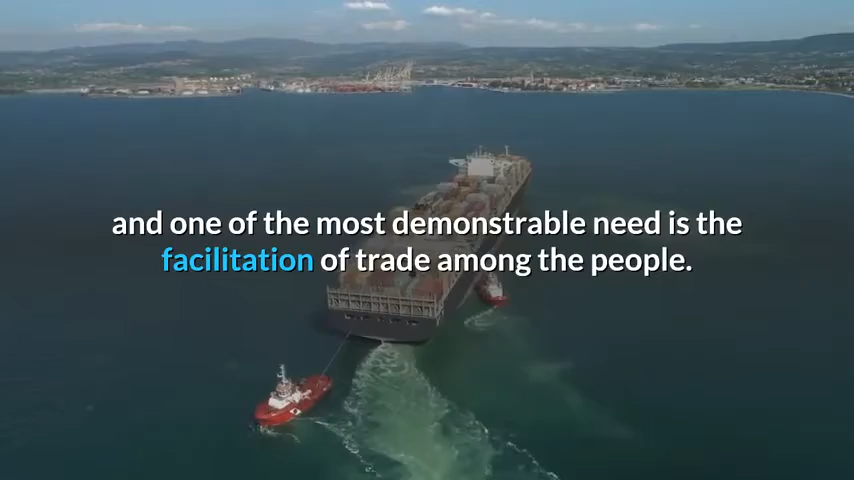 and one of the most demonstrable need is the
facilitation of trade among the people.